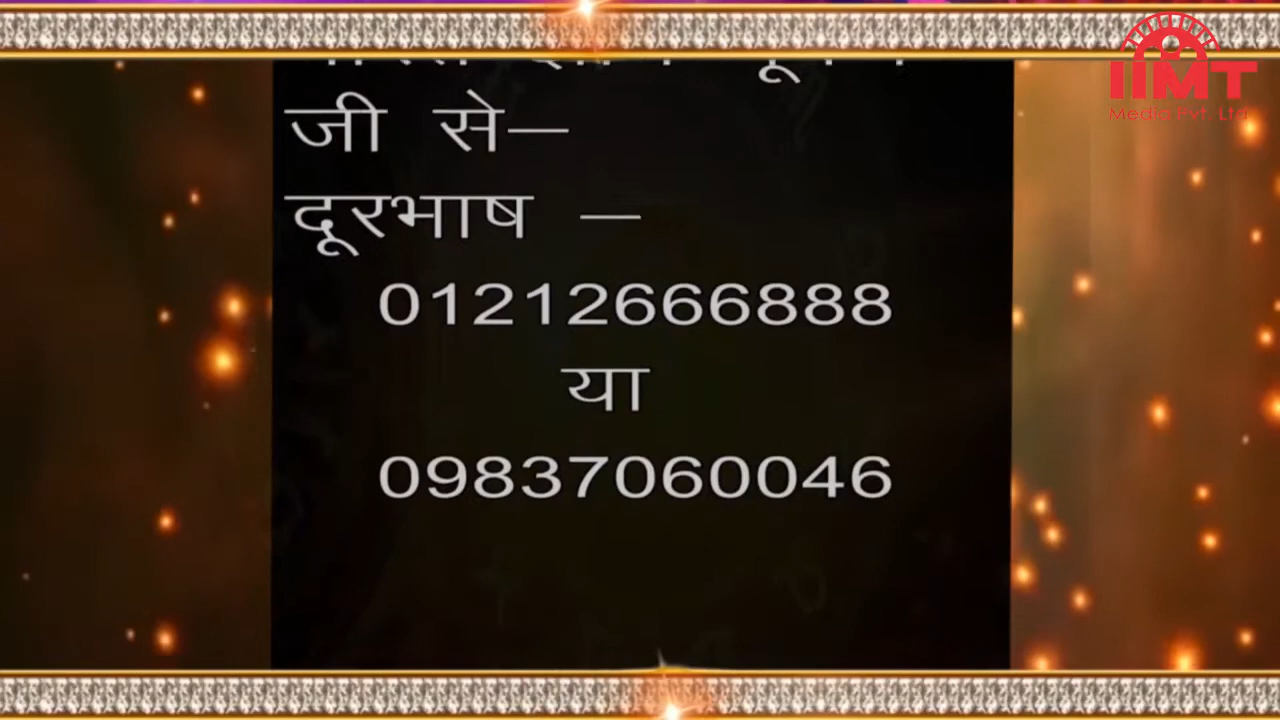 IIMT
Media Pvt. Ltd
जी से–
दूरभाष –
01212666888
या
09837060046